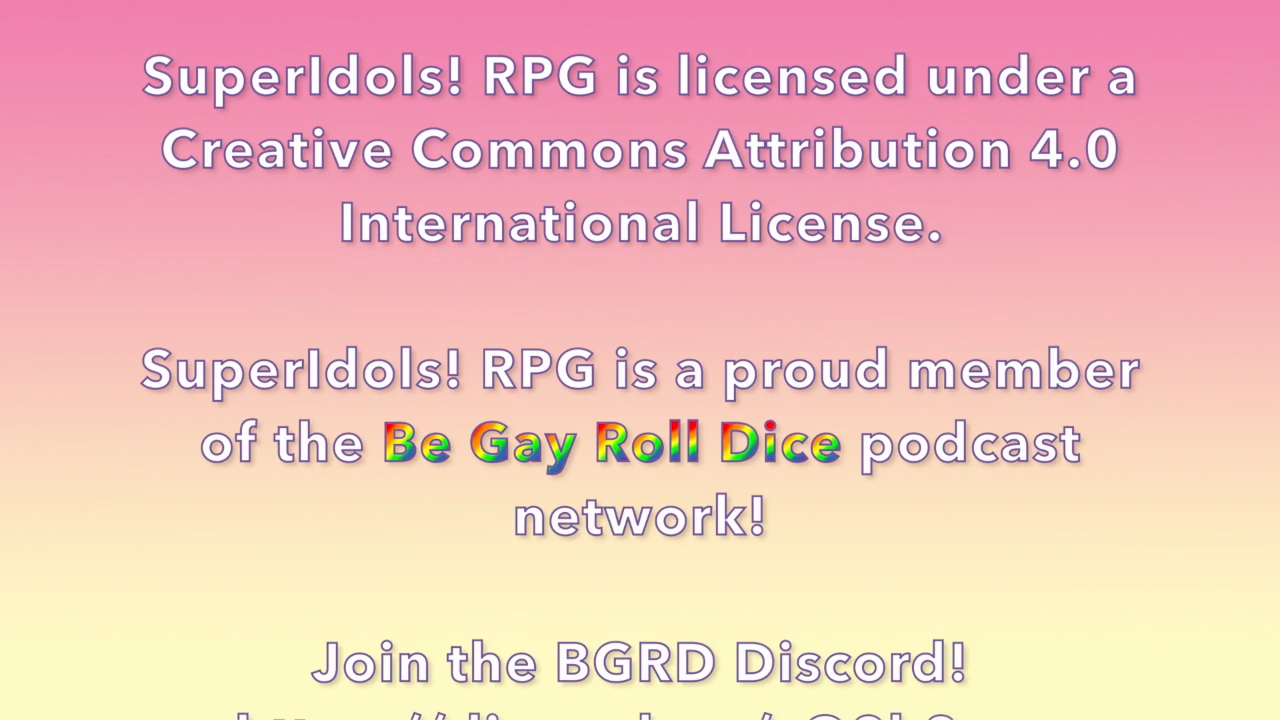 SuperIdols! RPG is licensed under a
Creative Commons Attribution 4.0
International License.
SuperIdols! RPG is a proud member
of the Be Gay Roll Dice podcast
network!
Join the BGRD Discord!